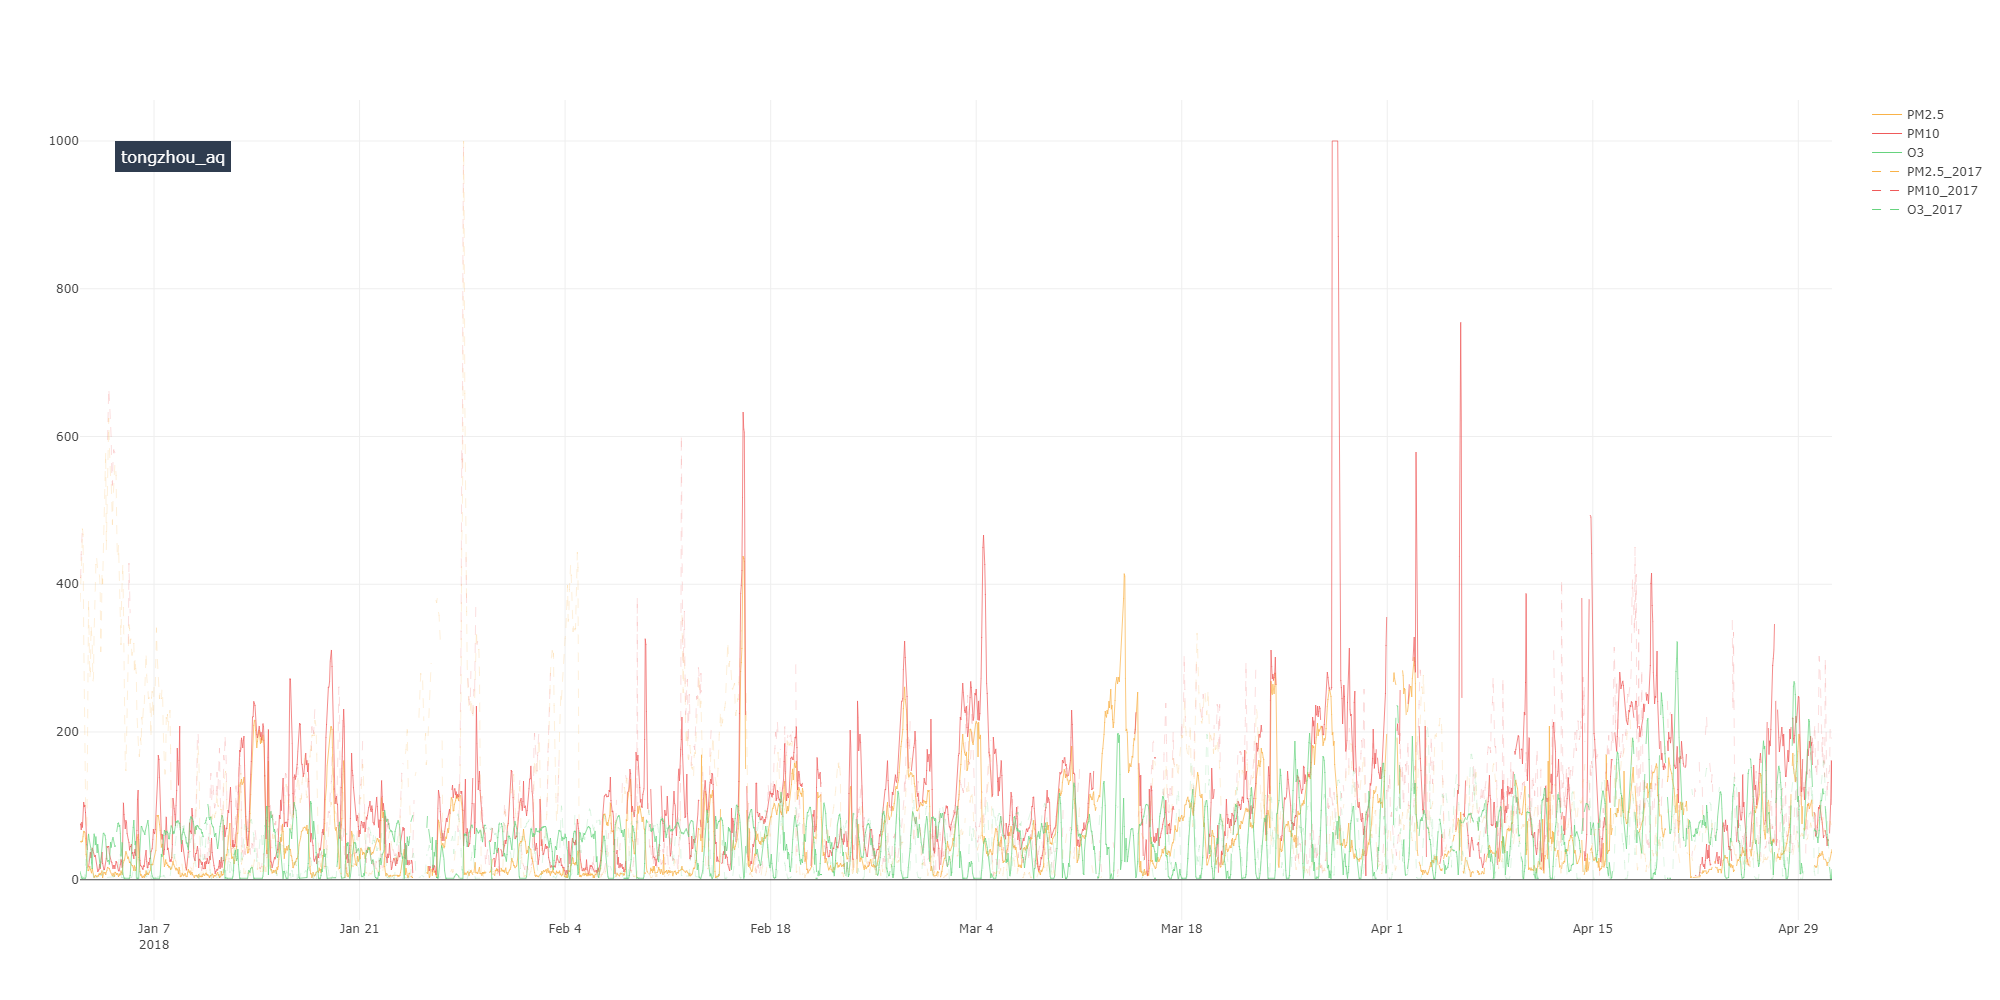 tongzhou_aq
1000
800
600
400
200
0
Jan 7
2018
Jan 21
Feb 4
Feb 18
Mar 4
Mar 18
Apr 1
Apr 15
Apr 29
PM2.5
PM10
O3
PM2.5_2017
PM10_2017
O3_2017